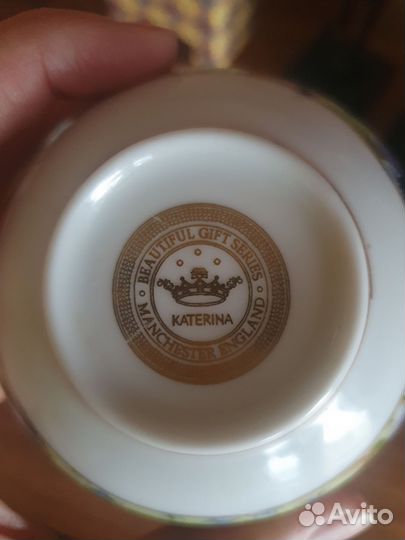 BEAUTIFUL GIFT SERIES
KATERINA
MANCHESTER ENGLAND
Avito